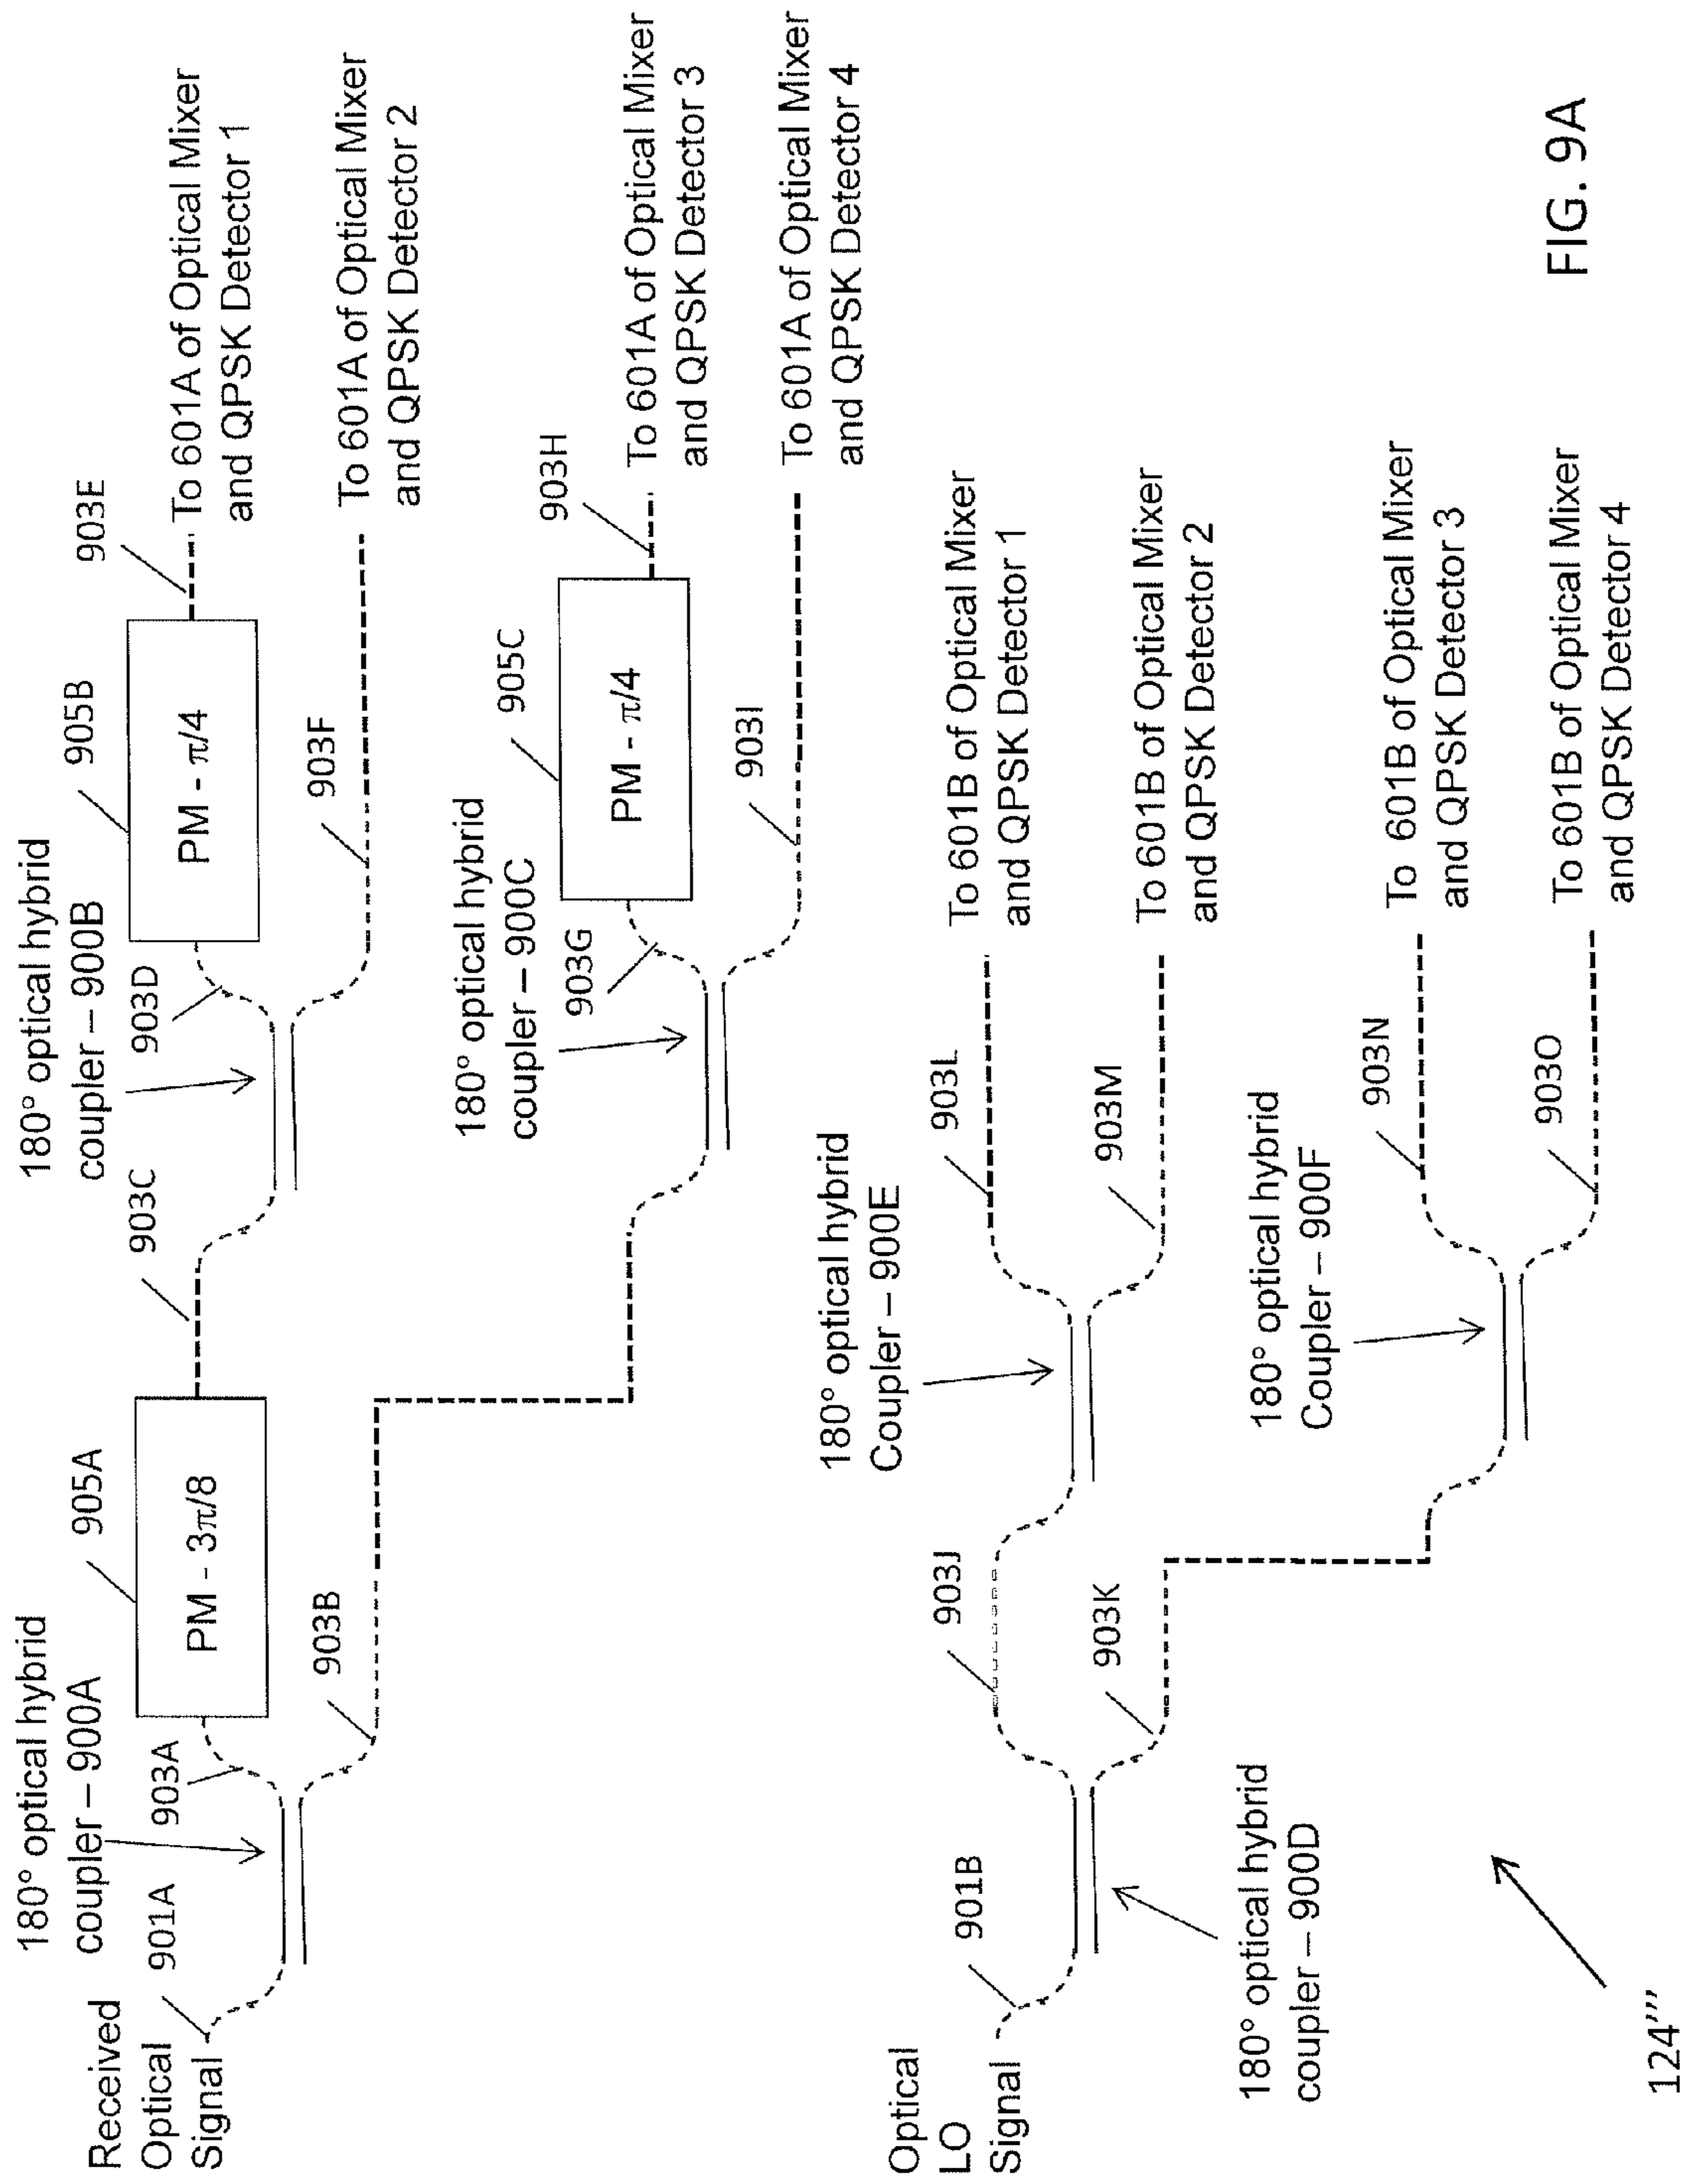 Received
Optical
Signal
901A
180° optical hybrid
coupler – 900A
903A
905A
PM - 3π/8
903B
903C
180° optical hybrid
coupler – 900B
903D
905B
PM - π/4
903E
903F
To 601A of Optical Mixer
and QPSK Detector 1
To 601A of Optical Mixer
and QPSK Detector 2
180° optical hybrid
coupler – 900C
903G
905C
PM - π/4
903H
903I
To 601A of Optical Mixer
and QPSK Detector 3
To 601A of Optical Mixer
and QPSK Detector 4
Optical
LO
Signal
901B
180° optical hybrid
coupler – 900D
903J
903K
180° optical hybrid
Coupler – 900E
903L
903M
To 601B of Optical Mixer
and QPSK Detector 1
To 601B of Optical Mixer
and QPSK Detector 2
180° optical hybrid
Coupler – 900F
903N
903O
To 601B of Optical Mixer
and QPSK Detector 3
To 601B of Optical Mixer
and QPSK Detector 4
124‴
FIG. 9A